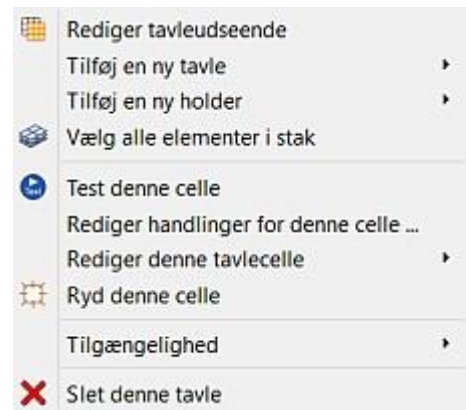 Rediger tavleudseende
Tilføj en ny tavle
Tilføj en ny holder
Vælg alle elementer i stak
Test denne celle
Rediger handlinger for denne celle ...
Rediger denne tavlecelle
Ryd denne celle
Tilgængelighed
Slet denne tavle